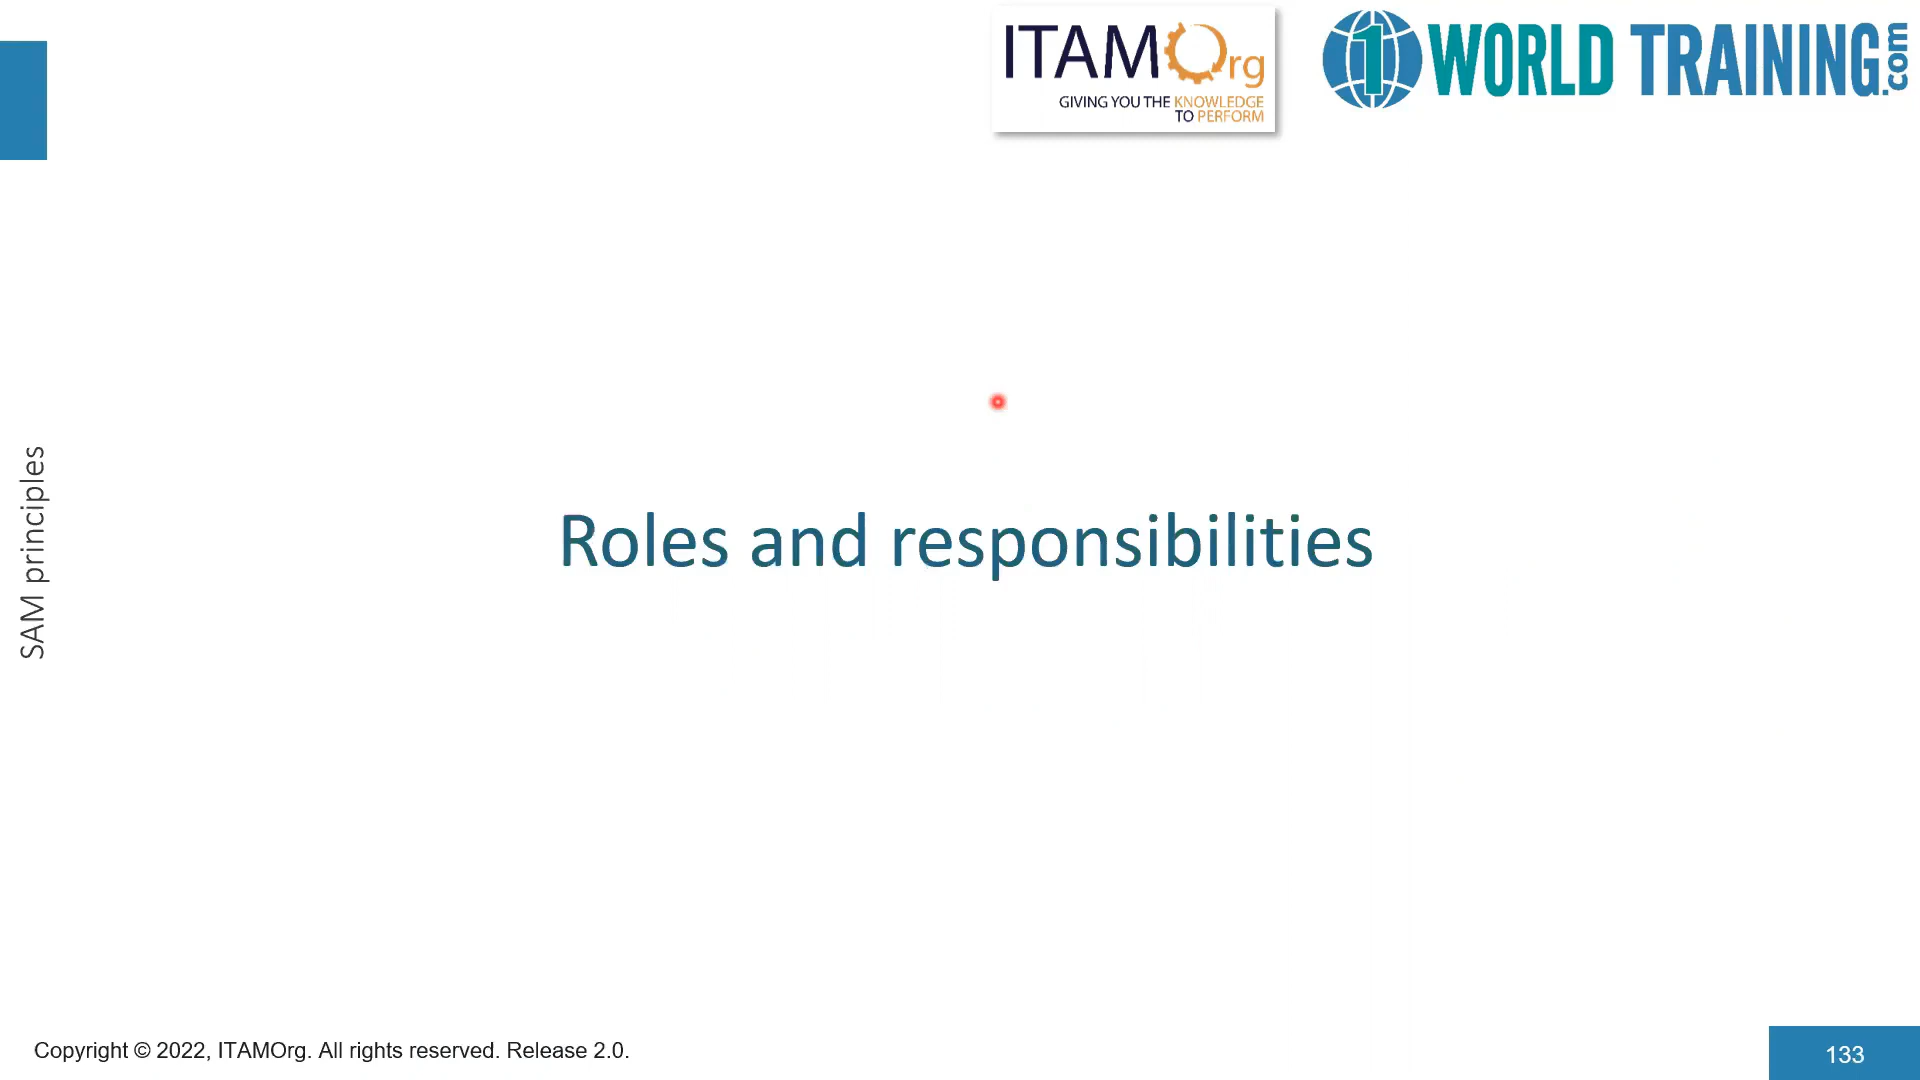 ITAMOrg
GIVING YOU THE KNOWLEDGE
TO PERFORM
1 WORLD TRAINING.com
SAM principles
Roles and responsibilities
Copyright © 2022, ITAMOrg. All rights reserved. Release 2.0.
133